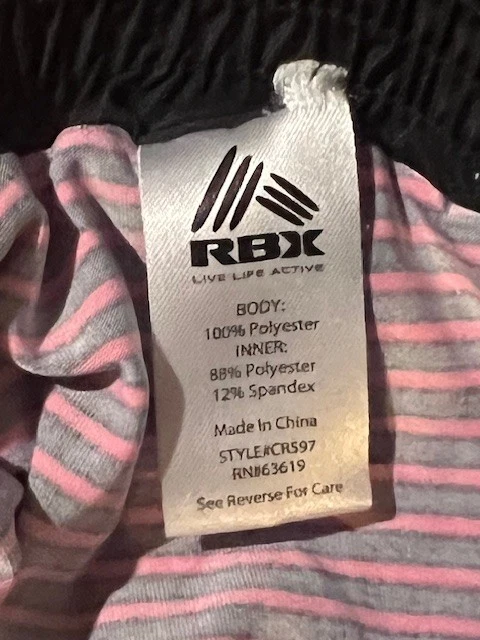 RBX
LIVE LIFE ACTIVE
BODY:
100% Polyester
INNER:
88% Polyester
12% Spandex
Made In China
STYLE#CR597
RN#63619
See Reverse For Care